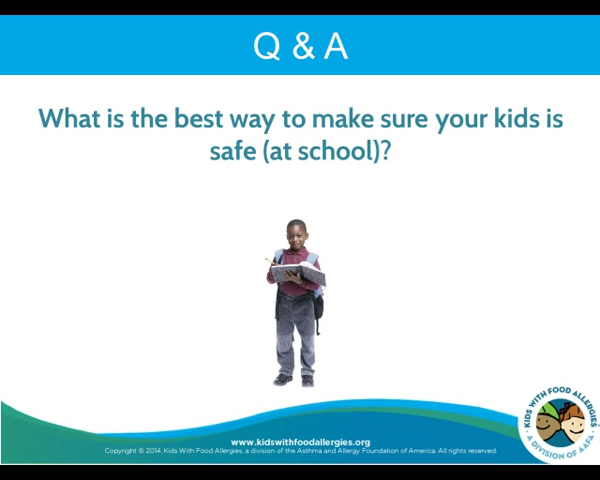 Q & A
What is the best way to make sure your kids is
safe (at school)?
www.kidswithfoodallergies.org
Copyright © 2014, Kids With Food Allergies, a division of the Asthma and Allergy Foundation of America. All rights reserved.
KIDS WITH FOOD ALLERGIES
A DIVISION OF AAFA